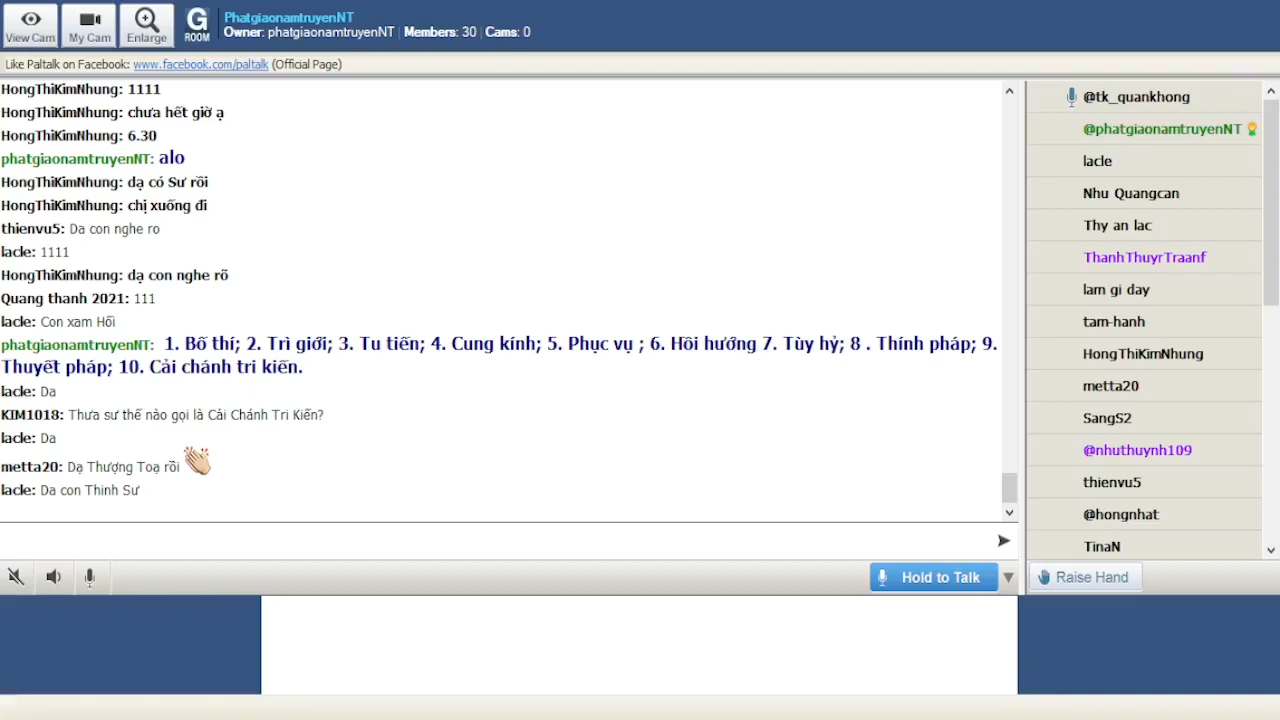 View Cam
My Cam
Enlarge
G
ROOM
PhatgiaonamtruyenNT
Owner: phatgiaonamtruyenNT | Members: 30 | Cams: 0
Like Paltalk on Facebook: www.facebook.com/paltalk (Official Page)
HongThiKimNhung: 1111
HongThiKimNhung: chưa hết giờ ạ
HongThiKimNhung: 6.30
phatgiaonamtruyenNT: alo
HongThiKimNhung: dạ có Sư rồi
HongThiKimNhung: chị xuống đi
thienvu5: Da con nghe ro
lacle: 1111
HongThiKimNhung: dạ con nghe rõ
Quang thanh 2021: 111
lacle: Con xam Hối
phatgiaonamtruyenNT: 1. Bố thí; 2. Trì giới; 3. Tu tiến; 4. Cung kính; 5. Phục vụ ; 6. Hồi hướng 7. Tùy hỷ; 8 . Thính pháp; 9.
Thuyết pháp; 10. Cải chánh tri kiến.
lacle: Da
KIM1018: Thưa sư thế nào gọi là Cải Chánh Tri Kiến?
lacle: Da
metta20: Dạ Thượng Toạ rồi
lacle: Da con Thinh Sư
Hold to Talk
@tk_quankhong
@phatgiaonamtruyenNT
lacle
Nhu Quangcan
Thy an lac
ThanhThuyrTraanf
lam gi day
tam-hanh
HongThiKimNhung
metta20
SangS2
@nhuthuynh109
thienvu5
@hongnhat
TinaN
Raise Hand